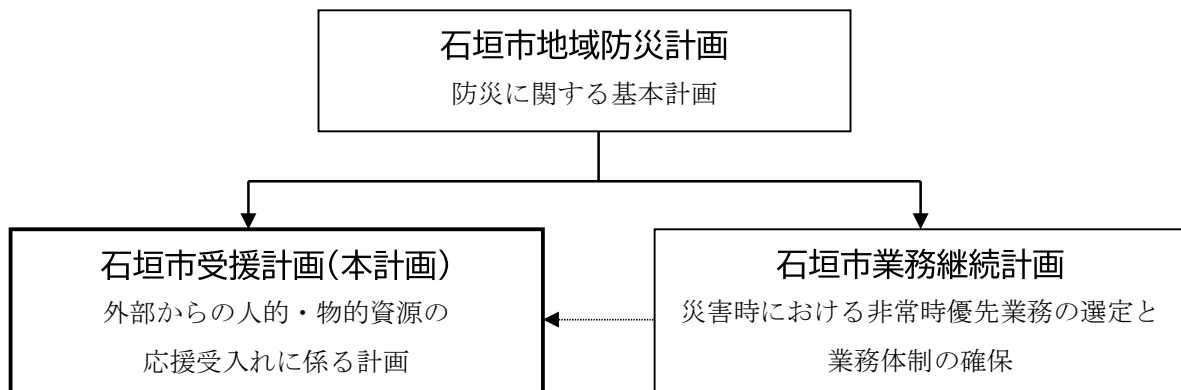 石垣市地域防災計画
防災に関する基本計画
石垣市受援計画(本計画)
外部からの人的・物的資源の
応援受入れに係る計画
石垣市業務継続計画
災害時における非常時優先業務の選定と
業務体制の確保